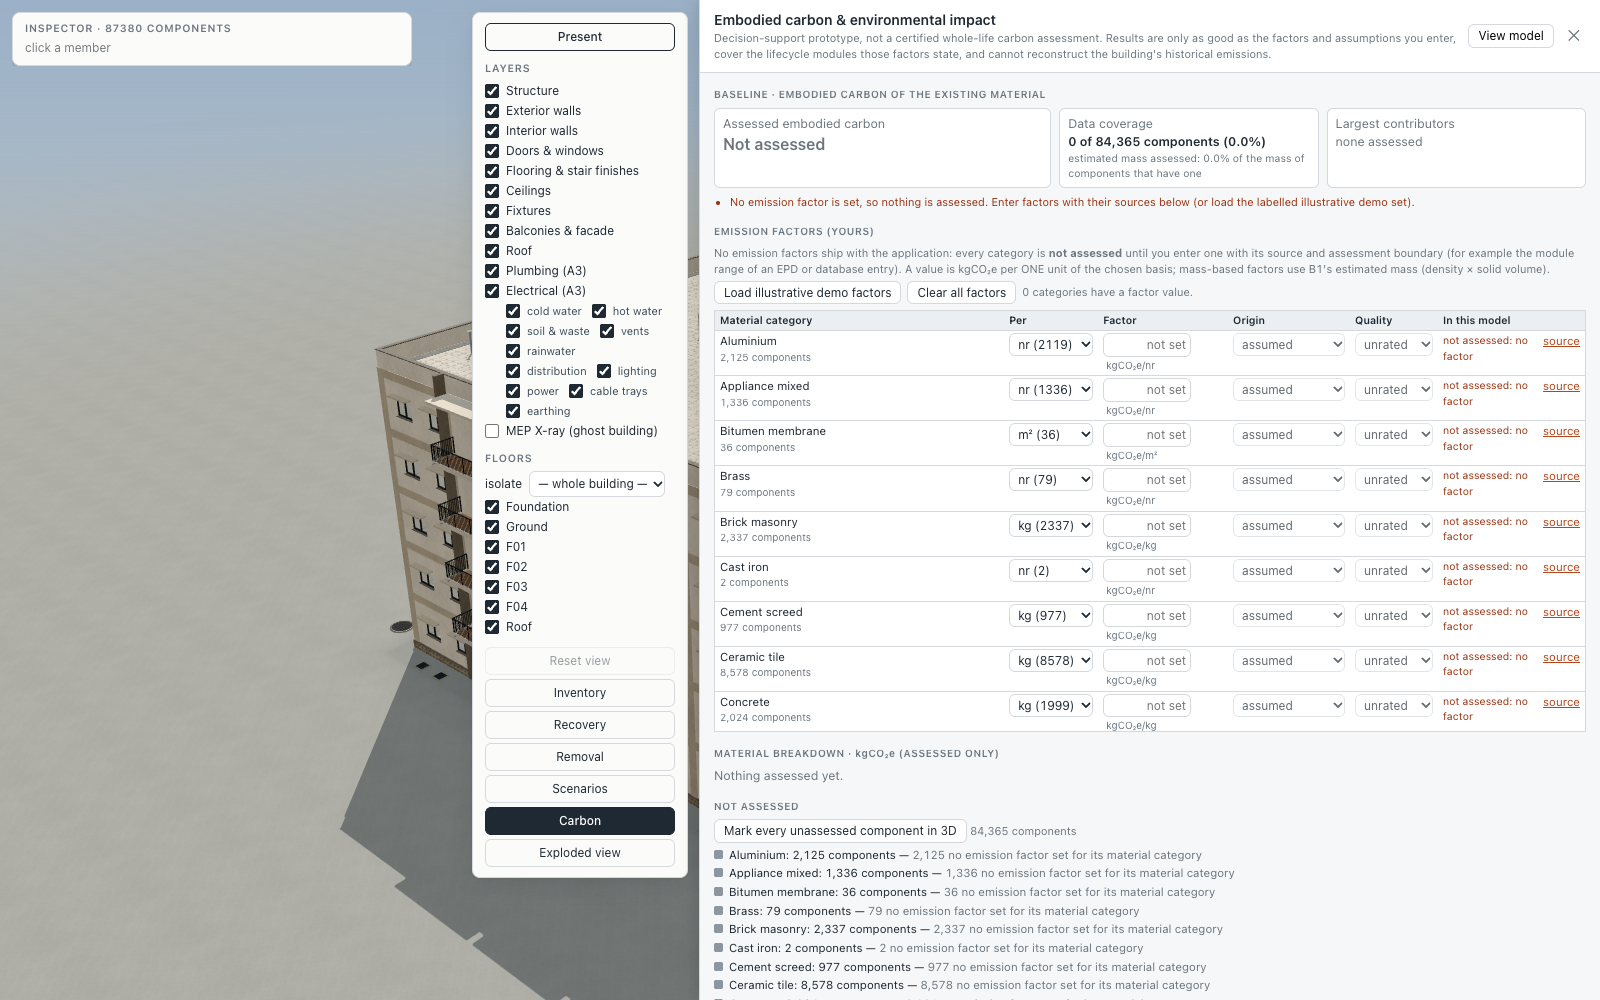 INSPECTOR · 87380 COMPONENTS
click a member
Present
LAYERS
Structure
Exterior walls
Interior walls
Doors & windows
Flooring & stair finishes
Ceilings
Fixtures
Balconies & facade
Roof
Plumbing (A3)
Electrical (A3)
cold water hot water
soil & waste vents
rainwater
distribution lighting
power cable trays
earthing
MEP X-ray (ghost building)
FLOORS
isolate — whole building —
Foundation
Ground
F01
F02
F03
F04
Roof
Reset view
Inventory
Recovery
Removal
Scenarios
Carbon
Exploded view
Embodied carbon & environmental impact
Decision-support prototype, not a certified whole-life carbon assessment. Results are only as good as the factors and assumptions you enter,
cover the lifecycle modules those factors state, and cannot reconstruct the building's historical emissions.
View model
BASELINE · EMBODIED CARBON OF THE EXISTING MATERIAL
Assessed embodied carbon
Not assessed
Data coverage
0 of 84,365 components (0.0%)
estimated mass assessed: 0.0% of the mass of
components that have one
Largest contributors
none assessed
No emission factor is set, so nothing is assessed. Enter factors with their sources below (or load the labelled illustrative demo set).
EMISSION FACTORS (YOURS)
No emission factors ship with the application: every category is not assessed until you enter one with its source and assessment boundary (for example the module
range of an EPD or database entry). A value is kgCO₂e per ONE unit of the chosen basis; mass-based factors use B1's estimated mass (density × solid volume).
Load illustrative demo factors Clear all factors 0 categories have a factor value.
Material category Per Factor Origin Quality In this model
Aluminium nr (2119) not set assumed unrated not assessed: no source
2,125 components kgCO₂e/nr factor
Appliance mixed nr (1336) not set assumed unrated not assessed: no source
1,336 components kgCO₂e/nr factor
Bitumen membrane m² (36) not set assumed unrated not assessed: no source
36 components kgCO₂e/m² factor
Brass nr (79) not set assumed unrated not assessed: no source
79 components kgCO₂e/nr factor
Brick masonry kg (2337) not set assumed unrated not assessed: no source
2,337 components kgCO₂e/kg factor
Cast iron nr (2) not set assumed unrated not assessed: no source
2 components kgCO₂e/nr factor
Cement screed kg (977) not set assumed unrated not assessed: no source
977 components kgCO₂e/kg factor
Ceramic tile kg (8578) not set assumed unrated not assessed: no source
8,578 components kgCO₂e/kg factor
Concrete kg (1999) not set assumed unrated not assessed: no source
2,024 components kgCO₂e/kg factor
MATERIAL BREAKDOWN · kgCO₂e (ASSESSED ONLY)
Nothing assessed yet.
NOT ASSESSED
Mark every unassessed component in 3D 84,365 components
Aluminium: 2,125 components — 2,125 no emission factor set for its material category
Appliance mixed: 1,336 components — 1,336 no emission factor set for its material category
Bitumen membrane: 36 components — 36 no emission factor set for its material category
Brass: 79 components — 79 no emission factor set for its material category
Brick masonry: 2,337 components — 2,337 no emission factor set for its material category
Cast iron: 2 components — 2 no emission factor set for its material category
Cement screed: 977 components — 977 no emission factor set for its material category
Ceramic tile: 8,578 components — 8,578 no emission factor set for its material category